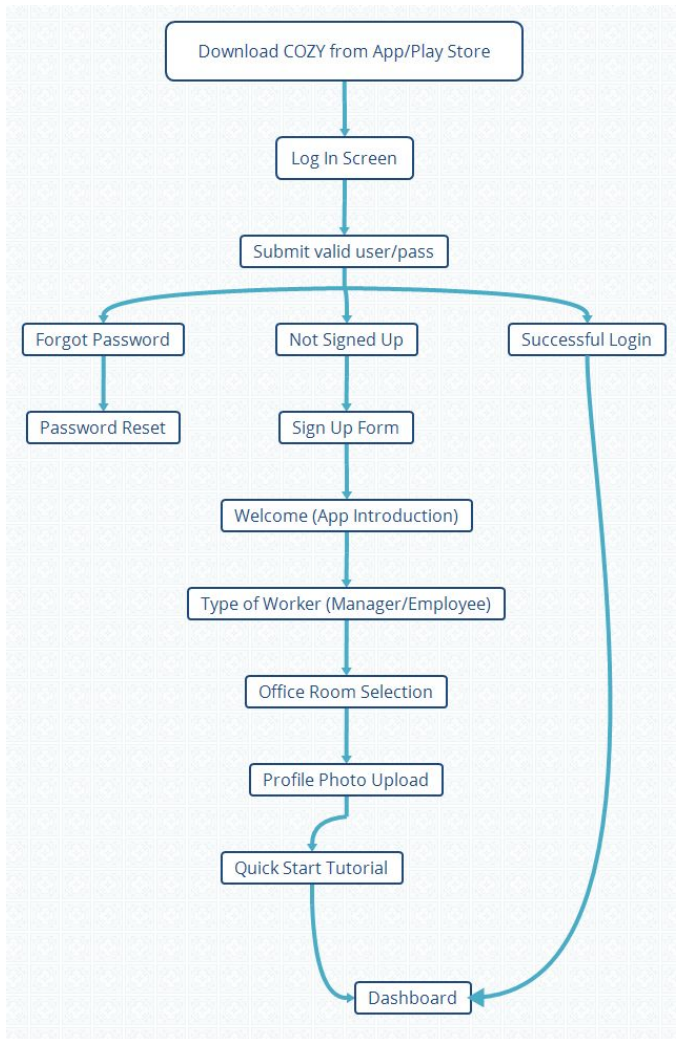 Download COZY from App/Play Store
Log In Screen
Submit valid user/pass
Forgot Password
Not Signed Up
Successful Login
Password Reset
Sign Up Form
Welcome (App Introduction)
Type of Worker (Manager/Employee)
Office Room Selection
Profile Photo Upload
Quick Start Tutorial
Dashboard